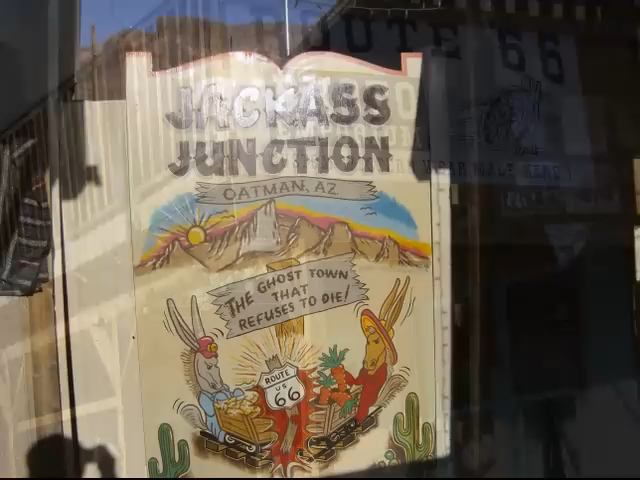 ROUTE 66
JACKASS
JUNCTION
OATMAN, AZ
THE GHOST TOWN
THAT
REFUSES TO DIE!
ROUTE
US
66